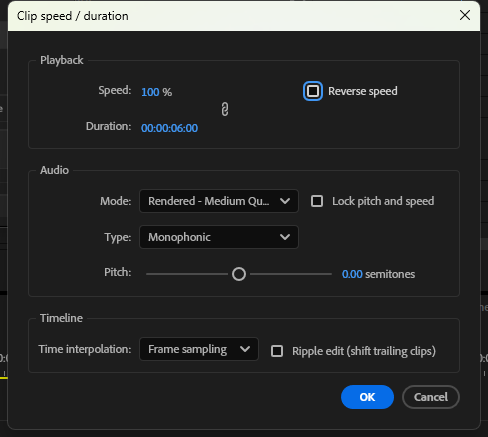 Clip speed / duration
Playback
Speed: 100 % Reverse speed
Duration: 00:00:06:00
Audio
Mode: Rendered - Medium Qu... Lock pitch and speed
Type: Monophonic
Pitch: 0.00 semitones
Timeline
Time interpolation: Frame sampling Ripple edit (shift trailing clips)
OK Cancel